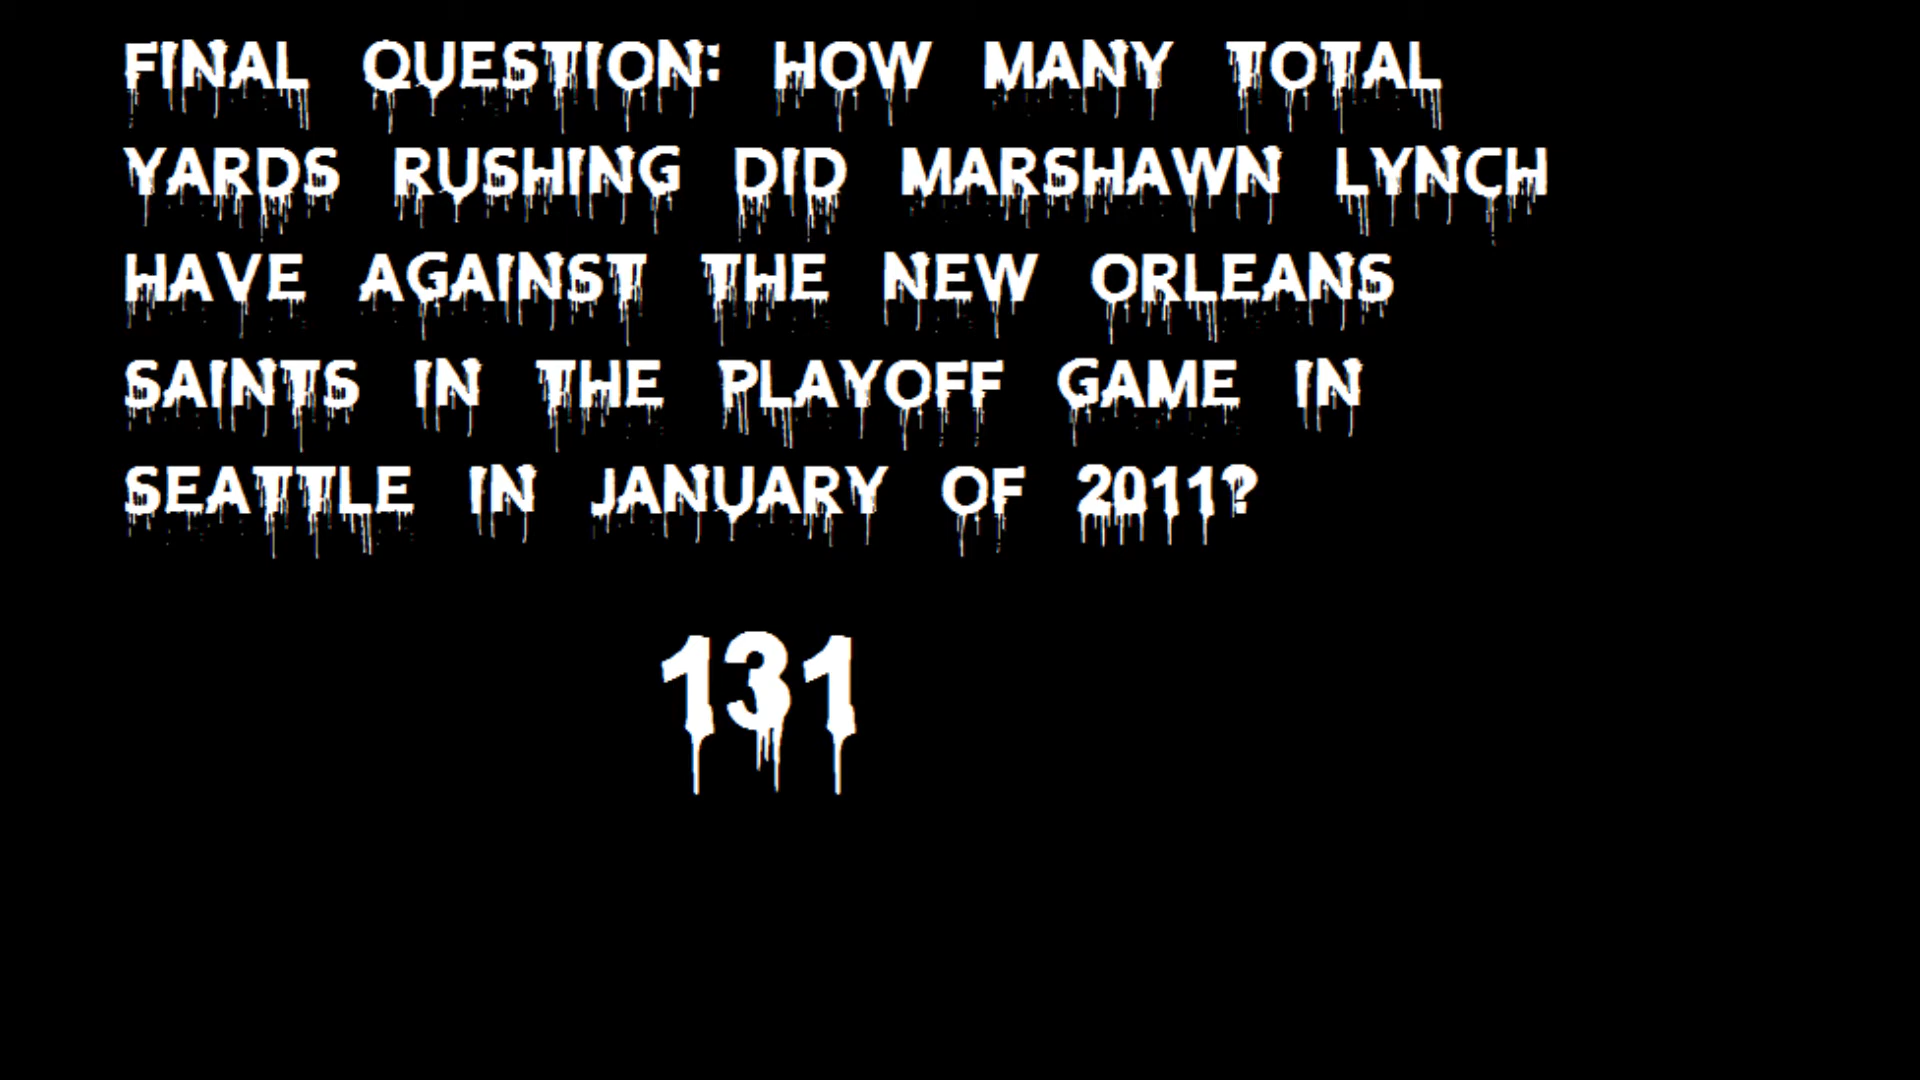 FINAL QUESTION: HOW MANY TOTAL
YARDS RUSHING DID MARSHAWN LYNCH
HAVE AGAINST THE NEW ORLEANS
SAINTS IN THE PLAYOFF GAME IN
SEATTLE IN JANUARY OF 2011?
131